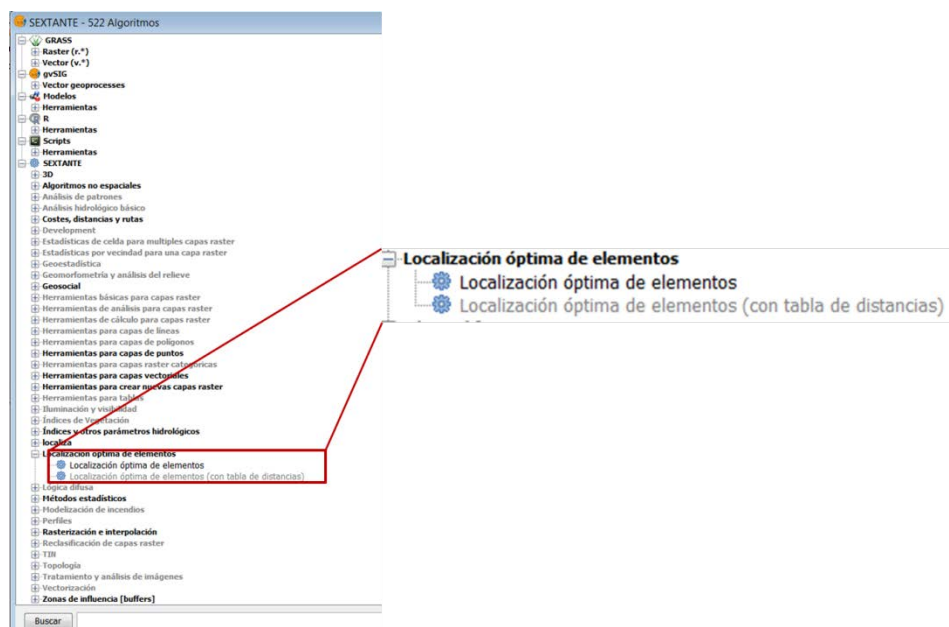 SEXTANTE - 522 Algoritmos
GRASS
Raster (r.*)
Vector (v.*)
gvSIG
Vector geoprocesses
Modelos
Herramientas
R
Herramientas
Scripts
Herramientas
SEXTANTE
3D
Algoritmos no espaciales
Análisis de patrones
Análisis hidrológico básico
Costes, distancias y rutas
Development
Estadísticas de celda para multiples capas raster
Estadísticas por vecindad para una capa raster
Geoestadística
Geomorfometría y análisis del relieve
Geosocial
Herramientas básicas para capas raster
Herramientas de análisis para capas raster
Herramientas de cálculo para capas raster
Herramientas para capas de líneas
Herramientas para capas de polígonos
Herramientas para capas de puntos
Herramientas para capas raster categóricas
Herramientas para capas vectoriales
Herramientas para crear nuevas capas raster
Herramientas para tablas
Iluminación y visibilidad
Índices de Vegetación
Índices y otros parámetros hidrológicos
localiza
Localización óptima de elementos
Localización óptima de elementos
Localización óptima de elementos (con tabla de distancias)
Lógica difusa
Métodos estadísticos
Modelización de incendios
Perfiles
Rasterización e interpolación
Reclasificación de capas raster
TIN
Topología
Tratamiento y análisis de imágenes
Vectorización
Zonas de influencia [buffers]
Buscar
Localización óptima de elementos
Localización óptima de elementos
Localización óptima de elementos (con tabla de distancias)